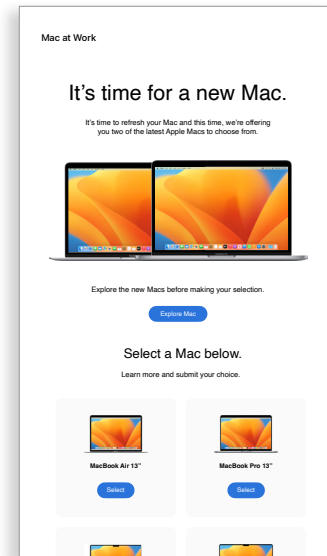 Mac at Work
It’s time for a new Mac.
It’s time to refresh your Mac and this time, we’re offering
you two of the latest Apple Macs to choose from.
Explore the new Macs before making your selection.
Explore Mac
Select a Mac below.
Learn more and submit your choice.
MacBook Air 13”
MacBook Pro 13”
Select
Select